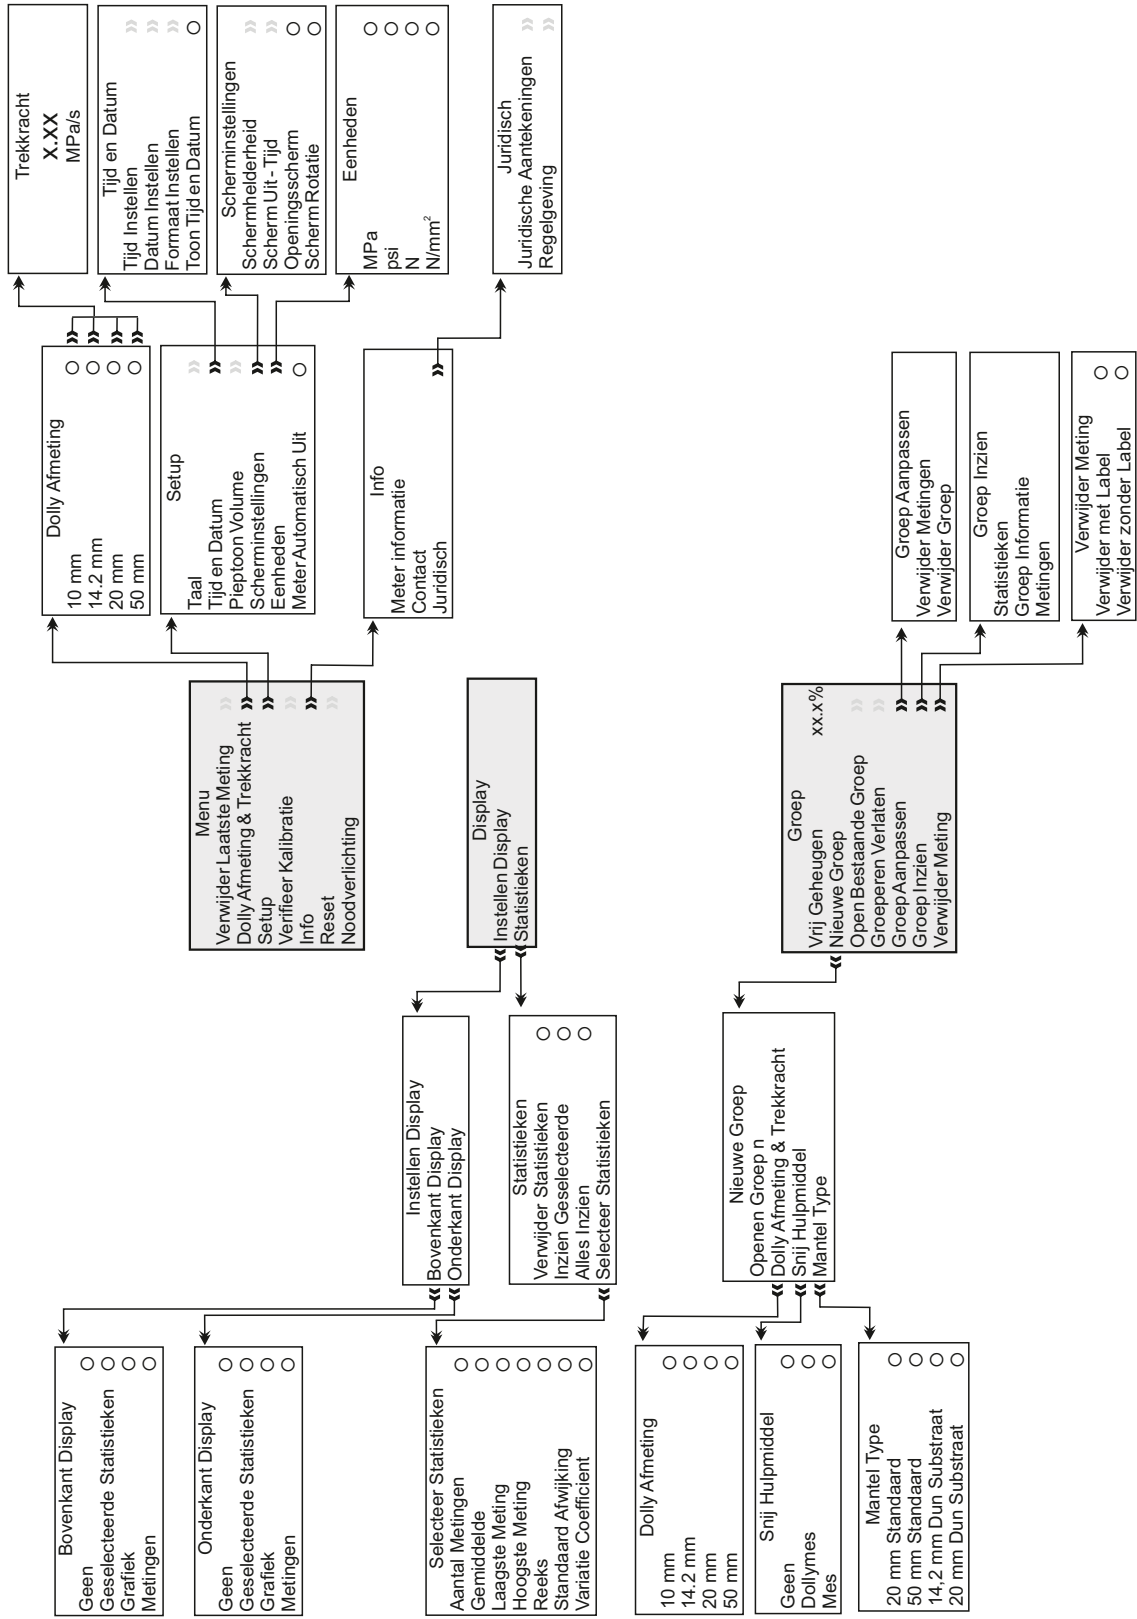 Bovenkant Display
Geen
Geselecteerde Statistieken
Grafiek
Metingen
Onderkant Display
Geen
Geselecteerde Statistieken
Grafiek
Metingen
Selecteer Statistieken
Aantal Metingen
Gemiddelde
Laagste Meting
Hoogste Meting
Reeks
Standaard Afwijking
Variatie Coefficient
Dolly Afmeting
10 mm
14.2 mm
20 mm
50 mm
Snij Hulpmiddel
Geen
Dollymes
Mes
Mantel Type
20 mm Standaard
50 mm Standaard
14,2 mm Dun Substraat
20 mm Dun Substraat
Instellen Display
Bovenkant Display
Onderkant Display
Statistieken
Verwijder Statistieken
Inzien Geselecteerde
Alles Inzien
Selecteer Statistieken
Nieuwe Groep
Openen Groep n
Dolly Afmeting & Trekkracht
Snij Hulpmiddel
Mantel Type
Menu
Verwijder Laatste Meting
Dolly Afmeting & Trekkracht
Setup
Verifieer Kalibratie
Info
Reset
Noodverlichting
Display
Instellen Display
Statistieken
Groep
Vrij Geheugen xx.x%
Nieuwe Groep
Open Bestaande Groep
Groeperen Verlaten
Groep Aanpassen
Groep Inzien
Verwijder Meting
Dolly Afmeting
10 mm
14.2 mm
20 mm
50 mm
Setup
Taal
Tijd en Datum
Pieptoon Volume
Scherminstellingen
Eenheden
Meter Automatisch Uit
Info
Meter informatie
Contact
Juridisch
Groep Aanpassen
Verwijder Metingen
Verwijder Groep
Groep Inzien
Statistieken
Groep Informatie
Metingen
Verwijder Meting
Verwijder met Label
Verwijder zonder Label
Trekkracht
X.XX
MPa/s
Tijd en Datum
Tijd Instellen
Datum Instellen
Formaat Instellen
Toon Tijd en Datum
Scherminstellingen
Schermhelderheid
Scherm Uit - Tijd
Openingsscherm
Scherm Rotatie
Eenheden
MPa
psi
N
N/mm²
Juridisch
Juridische Aantekeningen
Regelgeving